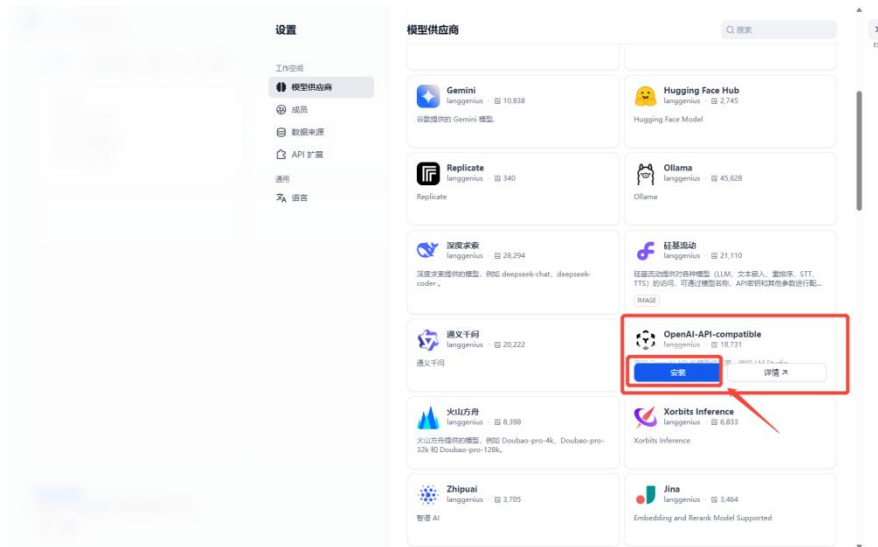 设置
工作空间
模型供应商
成员
数据来源
API 扩展
通用
语言
模型供应商
搜索
Gemini
langgenius
10,838
谷歌提供的 Gemini 模型.
Hugging Face Hub
langgenius
2,745
Hugging Face Model
Replicate
langgenius
340
Replicate
Ollama
langgenius
45,628
Ollama
深度求索
langgenius
28,294
深度求索提供的模型，例如 deepseek-chat、deepseek-
coder 。
硅基流动
langgenius
21,110
硅基流动提供对各种模型（LLM、文本嵌入、重排序、STT、
TTS）的访问，可通过模型名称、API密钥和其他参数进行配...
IMAGE
通义千问
langgenius
20,222
通义千问
OpenAI-API-compatible
langgenius
18,731
安装
详情
火山方舟
langgenius
8,398
火山方舟提供的模型，例如 Doubao-pro-4k、Doubao-pro-
32k 和 Doubao-pro-128k。
Xorbits Inference
langgenius
6,833
Xorbits Inference
Zhipuai
langgenius
3,705
智谱 AI
Jina
langgenius
3,464
Embedding and Rerank Model Supported